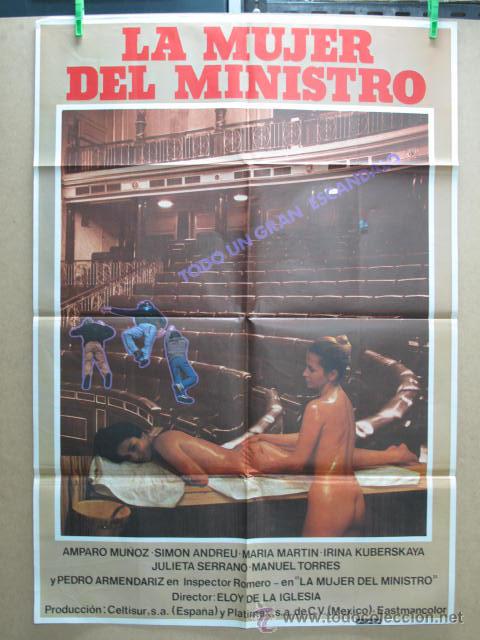 LA MUJER
DEL MINISTRO
TODO UN GRAN ESCANDALO
AMPARO MUÑOZ·SIMON ANDREU·MARIA MARTIN·IRINA KUBERSKAYA
JULIETA SERRANO·MANUEL TORRES
y PEDRO ARMENDARIZ en Inspector Romero - en "LA MUJER DEL MINISTRO"
Director: ELOY DE LA IGLESIA
Producción: Celtisur, s.a. (España) y Platimex, s.a. de C.V. (Mexico)·Eastmancolor
todocoleccion.net